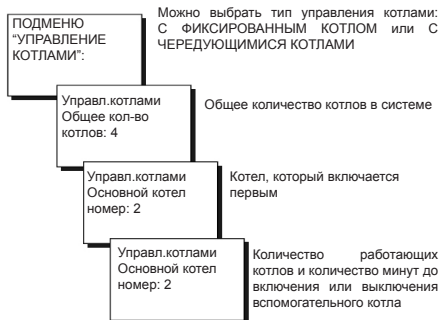 ПОДМЕНЮ
“УПРАВЛЕНИЕ
КОТЛАМИ”:
Можно выбрать тип управления котлами:
С ФИКСИРОВАННЫМ КОТЛОМ или С
ЧЕРЕДУЮЩИМИСЯ КОТЛАМИ
Управл.котлами
Общее кол-во
котлов: 4
Общее количество котлов в системе
Управл.котлами
Основной котел
номер: 2
Котел, который включается
первым
Управл.котлами
Основной котел
номер: 2
Количество работающих
котлов и количество минут до
включения или выключения
вспомогательного котла